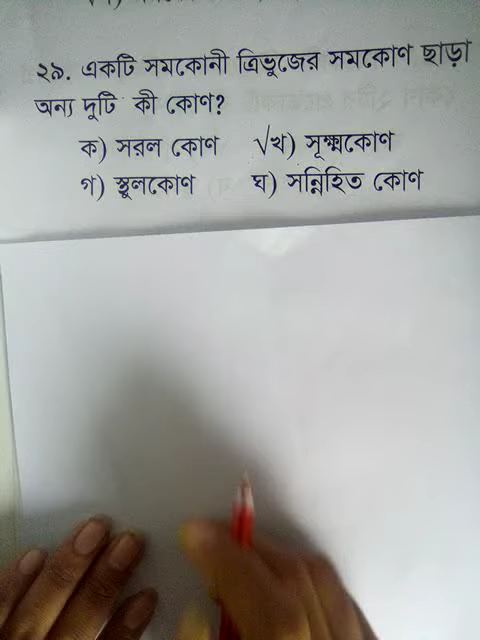 ২৯. একটি সমকোনী ত্রিভুজের সমকোণ ছাড়া
অন্য দুটি কী কোণ?
ক) সরল কোণ √খ) সূক্ষ্মকোণ
গ) স্থুলকোণ ঘ) সন্নিহিত কোণ